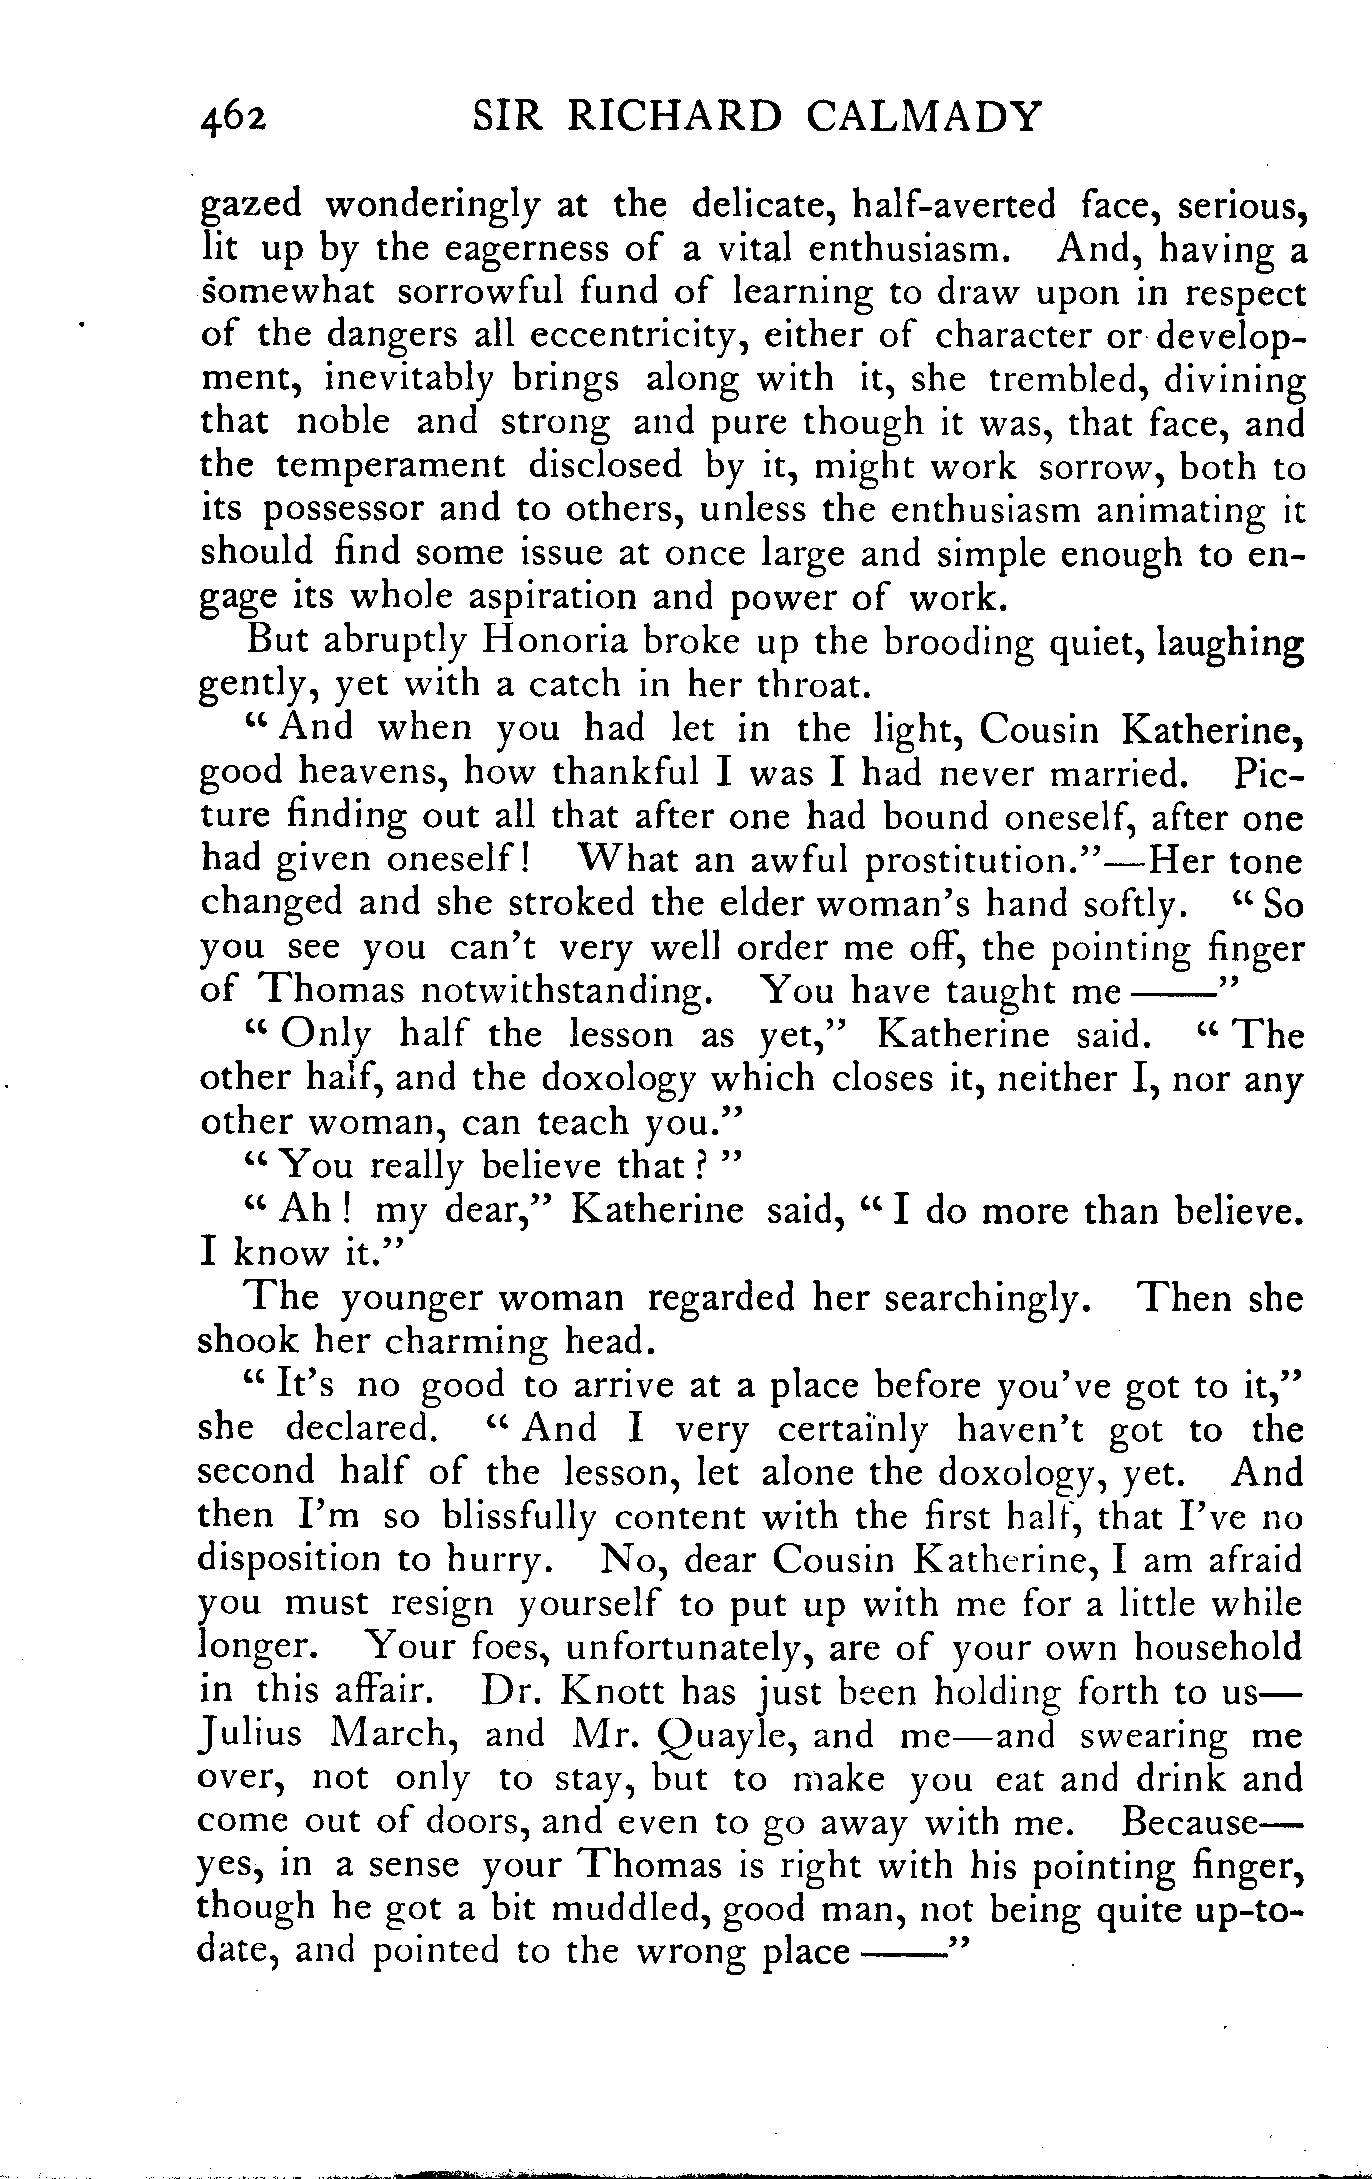 462 SIR RICHARD CALMADY
gazed wonderingly at the delicate, half-averted face, serious,
lit up by the eagerness of a vital enthusiasm. And, having a
somewhat sorrowful fund of learning to draw upon in respect
of the dangers all eccentricity, either of character or develop-
ment, inevitably brings along with it, she trembled, divining
that noble and strong and pure though it was, that face, and
the temperament disclosed by it, might work sorrow, both to
its possessor and to others, unless the enthusiasm animating it
should find some issue at once large and simple enough to en-
gage its whole aspiration and power of work.
But abruptly Honoria broke up the brooding quiet, laughing
gently, yet with a catch in her throat.
“ And when you had let in the light, Cousin Katherine,
good heavens, how thankful I was I had never married. Pic-
ture finding out all that after one had bound oneself, after one
had given oneself! What an awful prostitution.”—Her tone
changed and she stroked the elder woman’s hand softly. “ So
you see you can’t very well order me off, the pointing finger
of Thomas notwithstanding. You have taught me ——”
“ Only half the lesson as yet,” Katherine said. “ The
other half, and the doxology which closes it, neither I, nor any
other woman, can teach you.”
“ You really believe that ? ”
“ Ah ! my dear,” Katherine said, “ I do more than believe.
I know it.”
The younger woman regarded her searchingly. Then she
shook her charming head.
“ It’s no good to arrive at a place before you’ve got to it,”
she declared. “ And I very certainly haven’t got to the
second half of the lesson, let alone the doxology, yet. And
then I’m so blissfully content with the first half, that I’ve no
disposition to hurry. No, dear Cousin Katherine, I am afraid
you must resign yourself to put up with me for a little while
longer. Your foes, unfortunately, are of your own household
in this affair. Dr. Knott has just been holding forth to us—
Julius March, and Mr. Quayle, and me—and swearing me
over, not only to stay, but to make you eat and drink and
come out of doors, and even to go away with me. Because—
yes, in a sense your Thomas is right with his pointing finger,
though he got a bit muddled, good man, not being quite up-to-
date, and pointed to the wrong place ——”